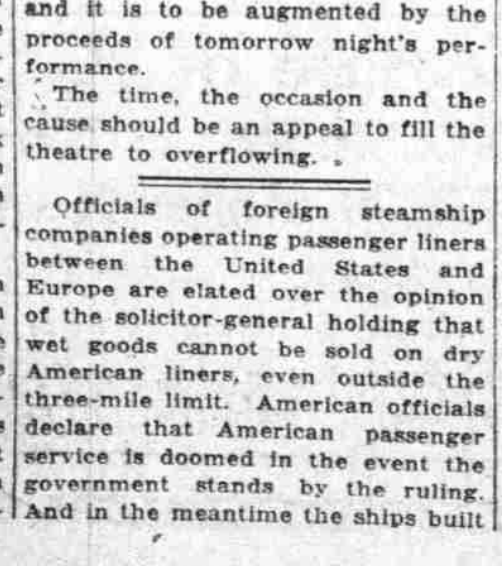 and it is to be augmented by the
proceeds of tomorrow night's per-
formance.
The time, the occasion and the
cause should be an appeal to fill the
theatre to overflowing.
Officials of foreign steamship
companies operating passenger liners
between the United States and
Europe are elated over the opinion
of the solicitor-general holding that
wet goods cannot be sold on dry
American liners, even outside the
three-mile limit. American officials
declare that American passenger
service is doomed in the event the
government stands by the ruling.
And in the meantime the ships built